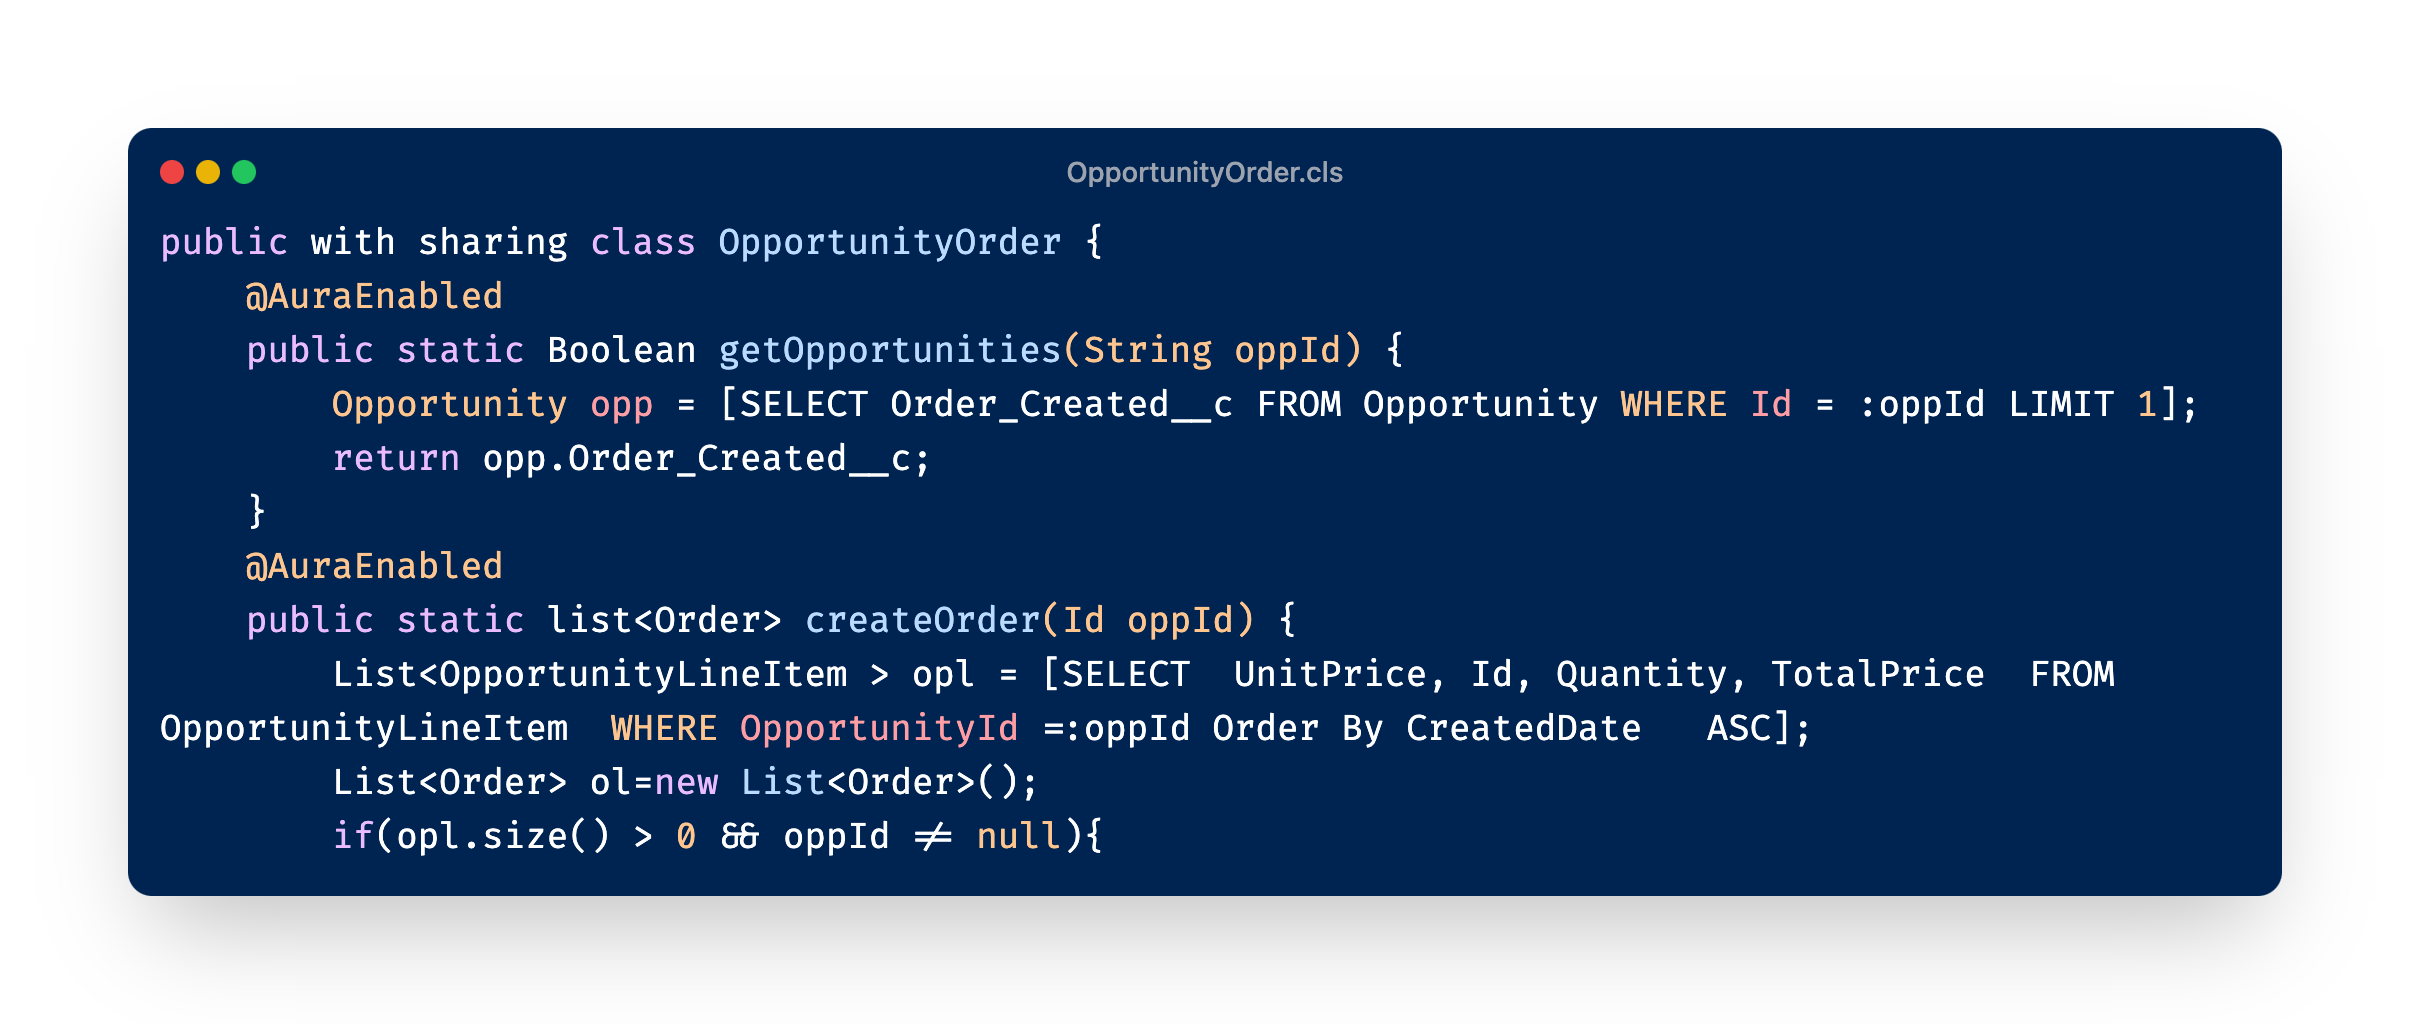 OpportunityOrder.cls
public with sharing class OpportunityOrder {
    @AuraEnabled
    public static Boolean getOpportunities(String oppId) {
        Opportunity opp = [SELECT Order_Created__c FROM Opportunity WHERE Id = :oppId LIMIT 1];
        return opp.Order_Created__c;
    }
    @AuraEnabled
    public static list<Order> createOrder(Id oppId) {
        List<OpportunityLineItem > opl = [SELECT  UnitPrice, Id, Quantity, TotalPrice  FROM
OpportunityLineItem  WHERE OpportunityId =:oppId Order By CreatedDate   ASC];
        List<Order> ol=new List<Order>();
        if(opl.size() > 0 && oppId != null){